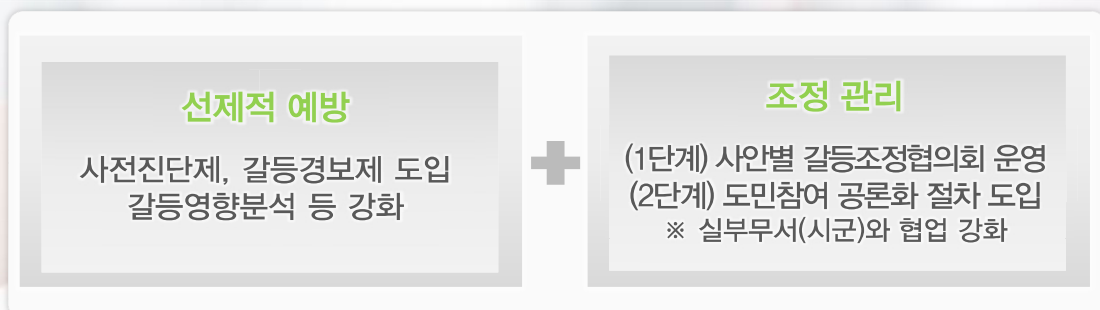 선제적 예방
사전진단제, 갈등경보제 도입
갈등영향분석 등 강화
조정 관리
(1단계) 사안별 갈등조정협의회 운영
(2단계) 도민참여 공론화 절차 도입
※ 실부무서(시군)와 협업 강화